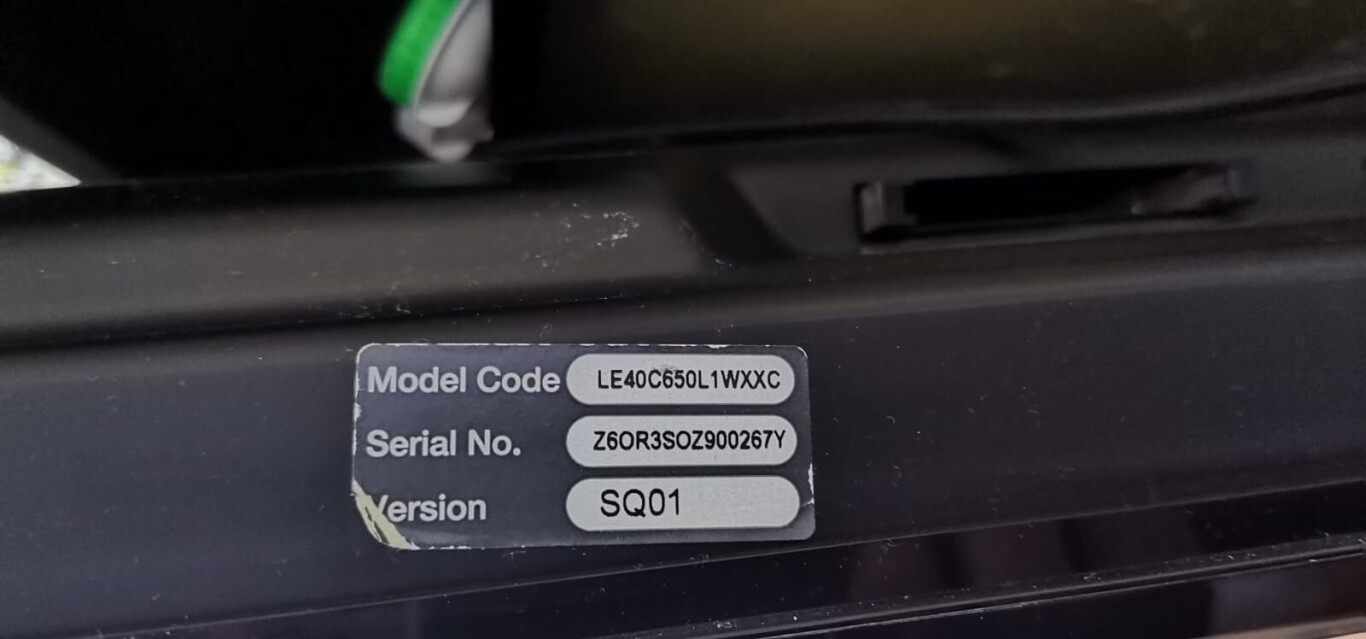 Model Code LE40C650L1WXXC
Serial No. Z6OR3SOZ900267Y
Version SQ01